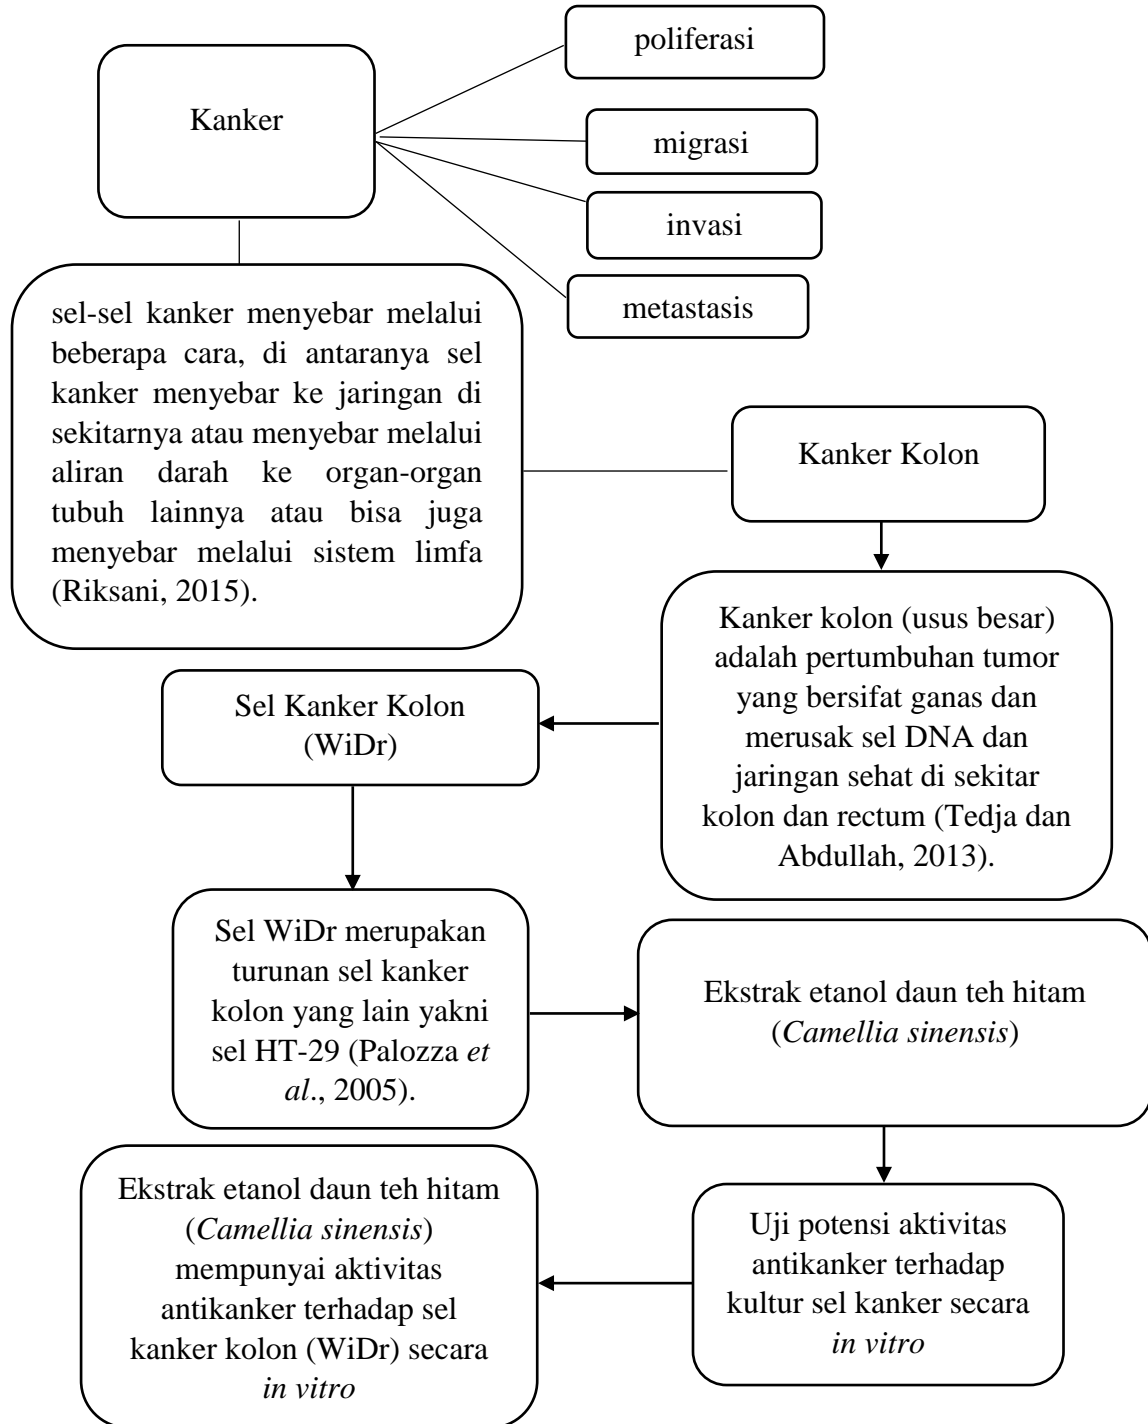 Kanker
poliferasi
migrasi
invasi
metastasis
sel-sel kanker menyebar melalui
beberapa cara, di antaranya sel
kanker menyebar ke jaringan di
sekitarnya atau menyebar melalui
aliran darah ke organ-organ
tubuh lainnya atau bisa juga
menyebar melalui sistem limfa
(Riksani, 2015).
Kanker Kolon
Kanker kolon (usus besar)
adalah pertumbuhan tumor
yang bersifat ganas dan
merusak sel DNA dan
jaringan sehat di sekitar
kolon dan rectum (Tedja dan
Abdullah, 2013).
Sel Kanker Kolon
(WiDr)
Sel WiDr merupakan
turunan sel kanker
kolon yang lain yakni
sel HT-29 (Palozza et
al., 2005).
Ekstrak etanol daun teh hitam
(Camellia sinensis)
Uji potensi aktivitas
antikanker terhadap
kultur sel kanker secara
in vitro
Ekstrak etanol daun teh hitam
(Camellia sinensis)
mempunyai aktivitas
antikanker terhadap sel
kanker kolon (WiDr) secara
in vitro